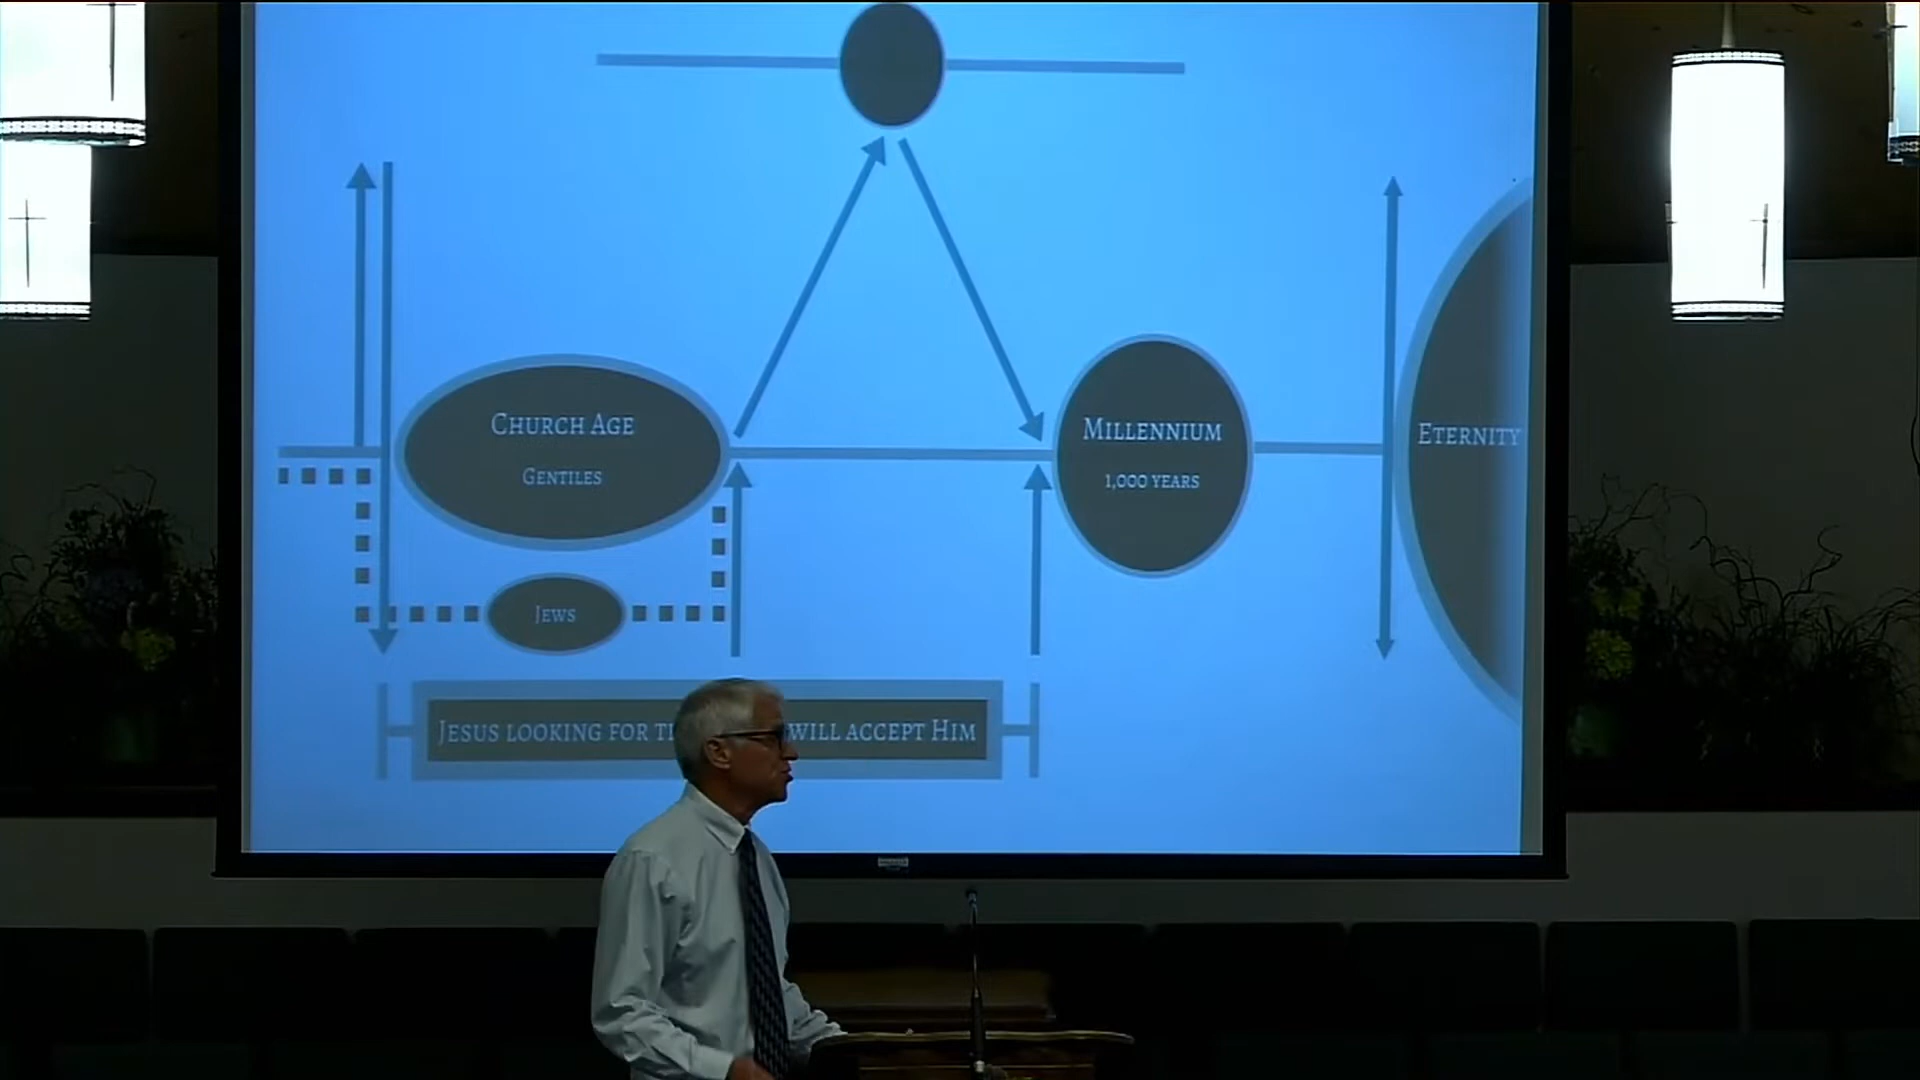 Church Age
Gentiles
Millennium
1,000 years
Eternity
Jews
Jesus looking for
will accept Him